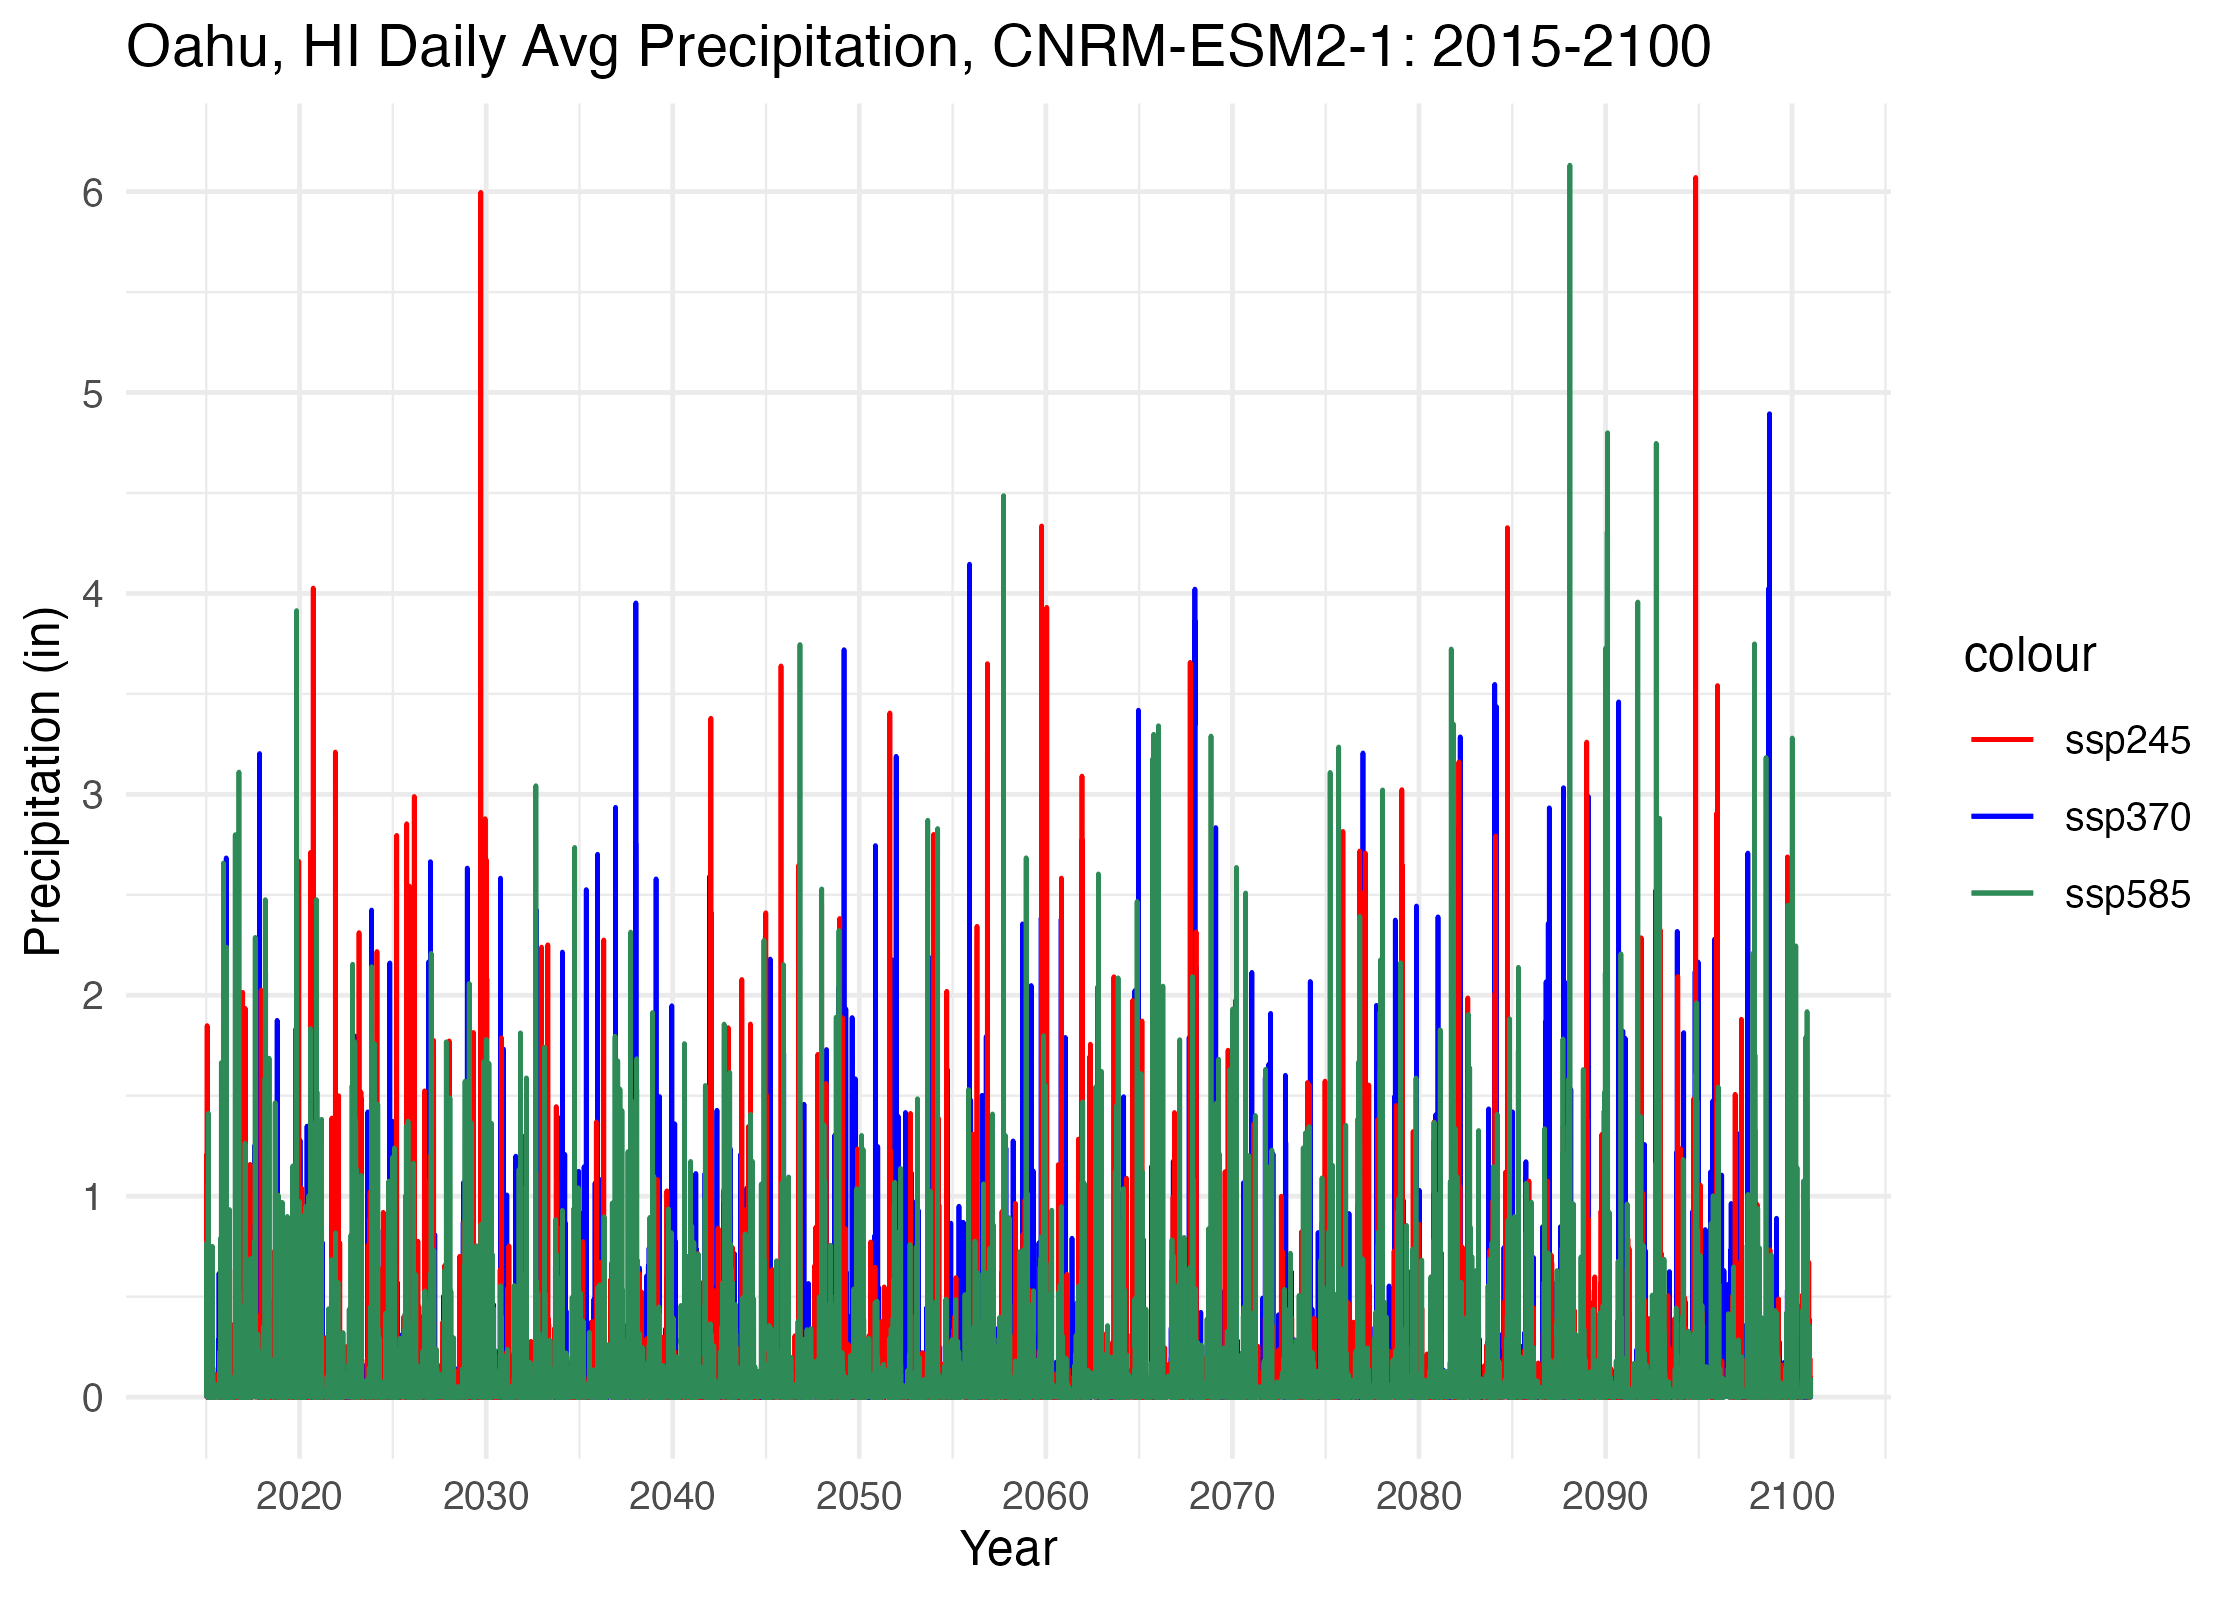 Oahu, HI Daily Avg Precipitation, CNRM-ESM2-1: 2015-2100
Precipitation (in)
6
5
4
3
2
1
0
2020 2030 2040 2050 2060 2070 2080 2090 2100
Year
colour
ssp245
ssp370
ssp585